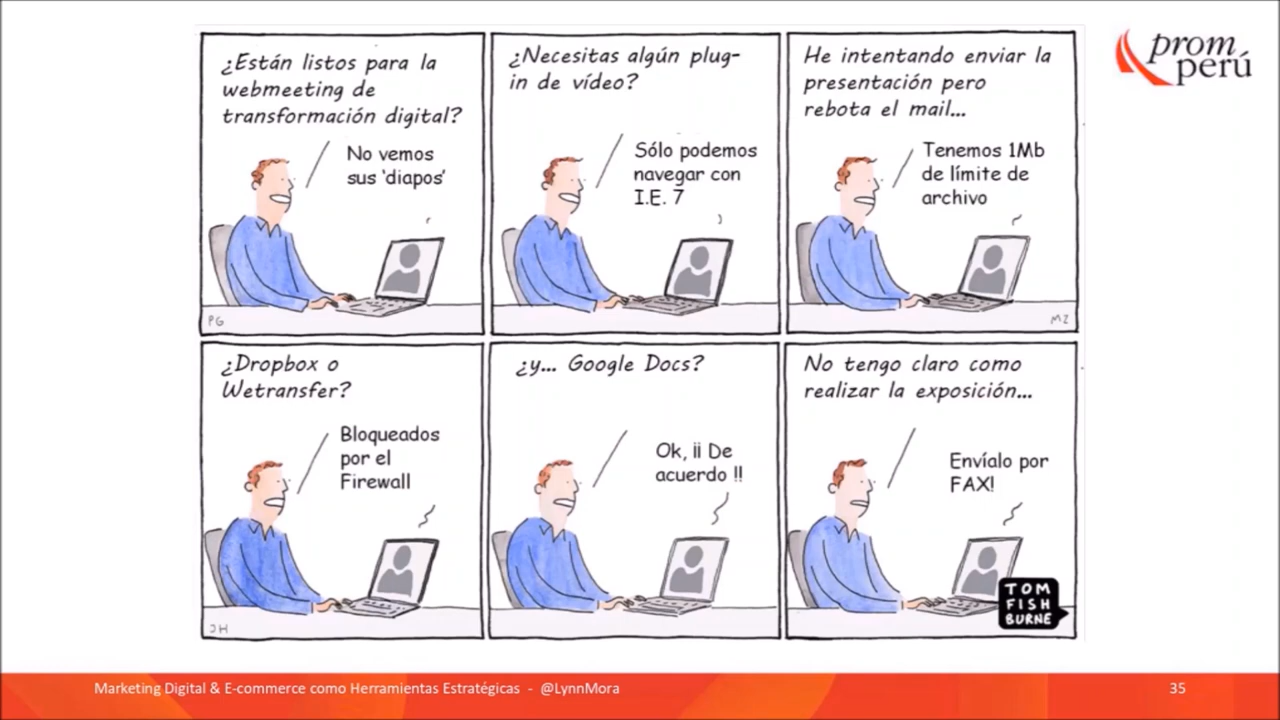 ¿Están listos para la
webmeeting de
transformación digital?
No vemos
sus 'diapos'
PG
¿Necesitas algún plug-
in de vídeo?
Sólo podemos
navegar con
I.E. 7
He intentando enviar la
presentación pero
rebota el mail...
Tenemos 1Mb
de límite de
archivo
MZ
prom
perú
¿Dropbox o
Wetransfer?
Bloqueados
por el
Firewall
JH
¿y... Google Docs?
Ok, ¡¡ De
acuerdo !!
No tengo claro como
realizar la exposición...
Envíalo por
FAX!
TOM
FISH
BURNE
Marketing Digital & E-commerce como Herramientas Estratégicas - @LynnMora
35